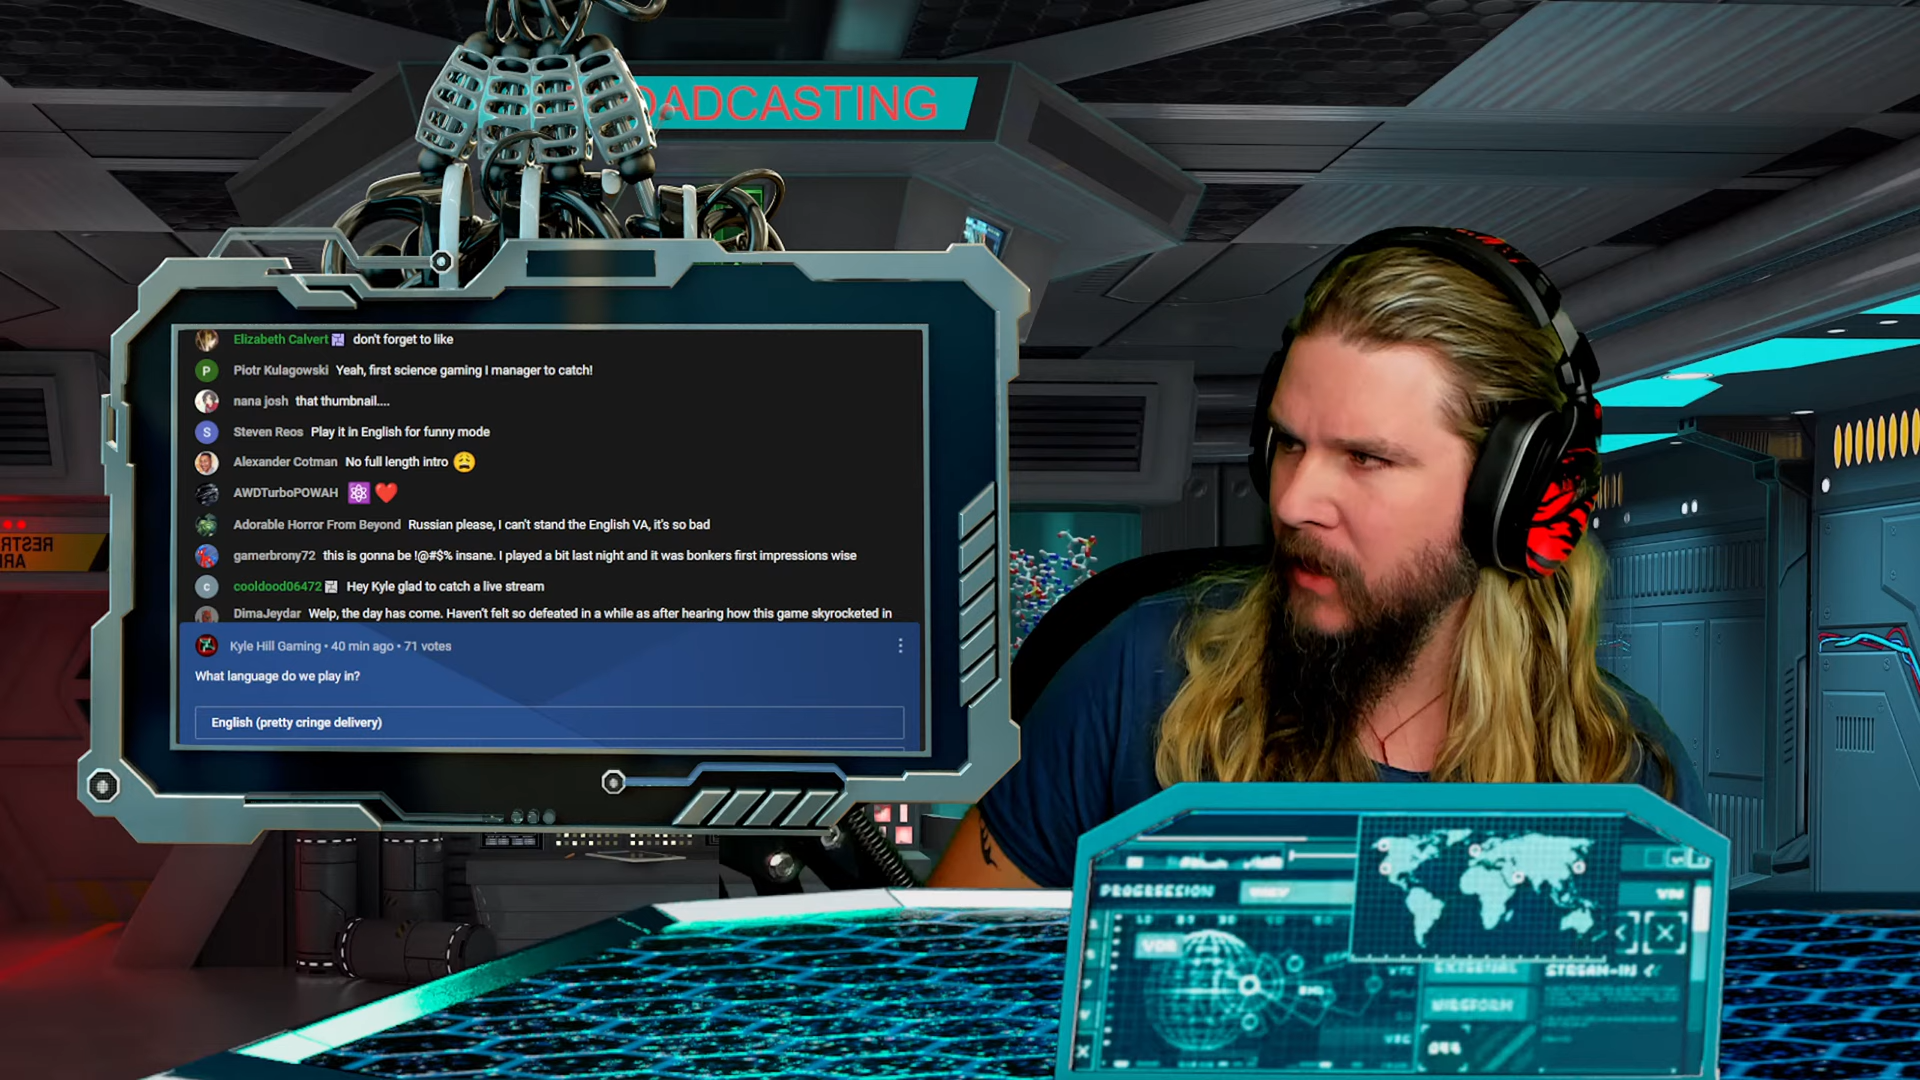 OADCASTING
Elizabeth Calvert don't forget to like
Piotr Kulagowski Yeah, first science gaming I manager to catch!
nana josh that thumbnail....
Steven Reos Play it in English for funny mode
Alexander Cotman No full length intro 😩
AWDTurboPOWAH ⚛️ ❤️
Adorable Horror From Beyond Russian please, I can't stand the English VA, it's so bad
gamerbrony72 this is gonna be !@#$% insane. I played a bit last night and it was bonkers first impressions wise
cooldood06472 Hey Kyle glad to catch a live stream
DimaJeydar Welp, the day has come. Haven't felt so defeated in a while as after hearing how this game skyrocketed in
Kyle Hill Gaming • 40 min ago • 71 votes
What language do we play in?
English (pretty cringe delivery)
PROGRESSION
STREAM-IN